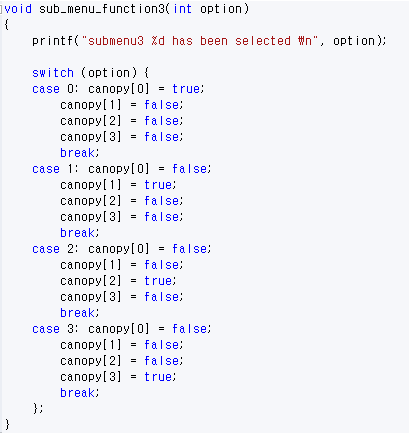 void sub_menu_function3(int option)
{
printf("submenu3 %d has been selected ₩n", option);
switch (option) {
case 0: canopy[0] = true;
canopy[1] = false;
canopy[2] = false;
canopy[3] = false;
break;
case 1: canopy[0] = false;
canopy[1] = true;
canopy[2] = false;
canopy[3] = false;
break;
case 2: canopy[0] = false;
canopy[1] = false;
canopy[2] = true;
canopy[3] = false;
break;
case 3: canopy[0] = false;
canopy[1] = false;
canopy[2] = false;
canopy[3] = true;
break;
};
}